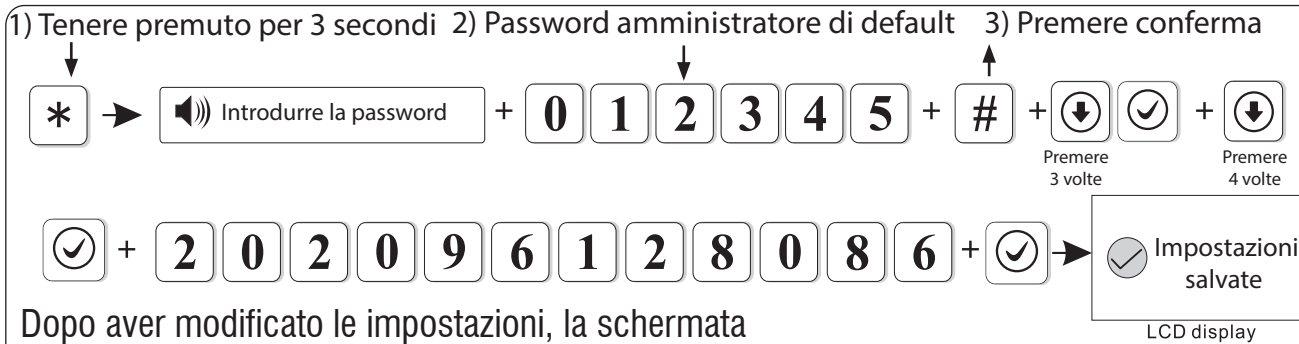 1) Tenere premuto per 3 secondi 2) Password amministratore di default 3) Premere conferma
* Introdurre la password + 0 1 2 3 4 5 + # + +
Premere 3 volte
Premere 4 volte
+ 2 0 2 0 9 6 1 2 8 0 8 6 +
Impostazioni
salvate
Dopo aver modificato le impostazioni, la schermata
LCD display